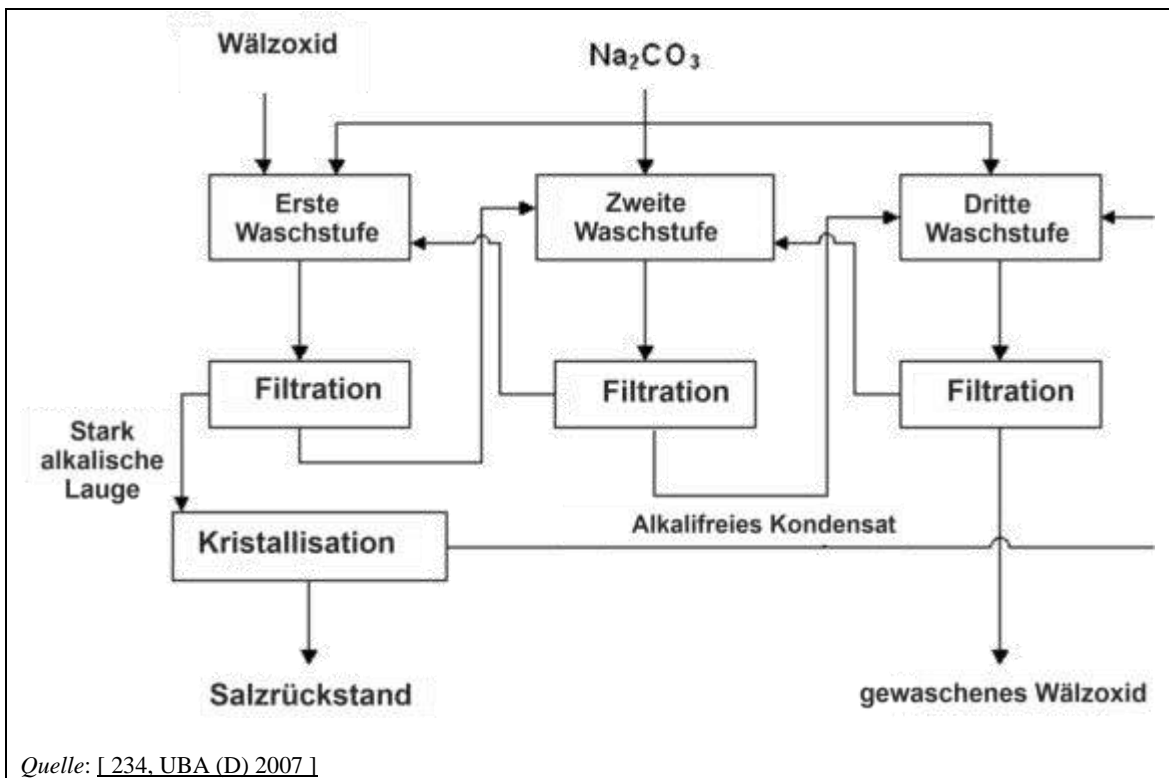 Wälzoxid
Na₂CO₃
Erste
Waschstufe
Zweite
Waschstufe
Dritte
Waschstufe
Filtration
Filtration
Filtration
Stark
alkalische
Lauge
Alkalifreies Kondensat
Kristallisation
Salzrückstand
gewaschenes Wälzoxid
Quelle: [ 234, UBA (D) 2007 ]